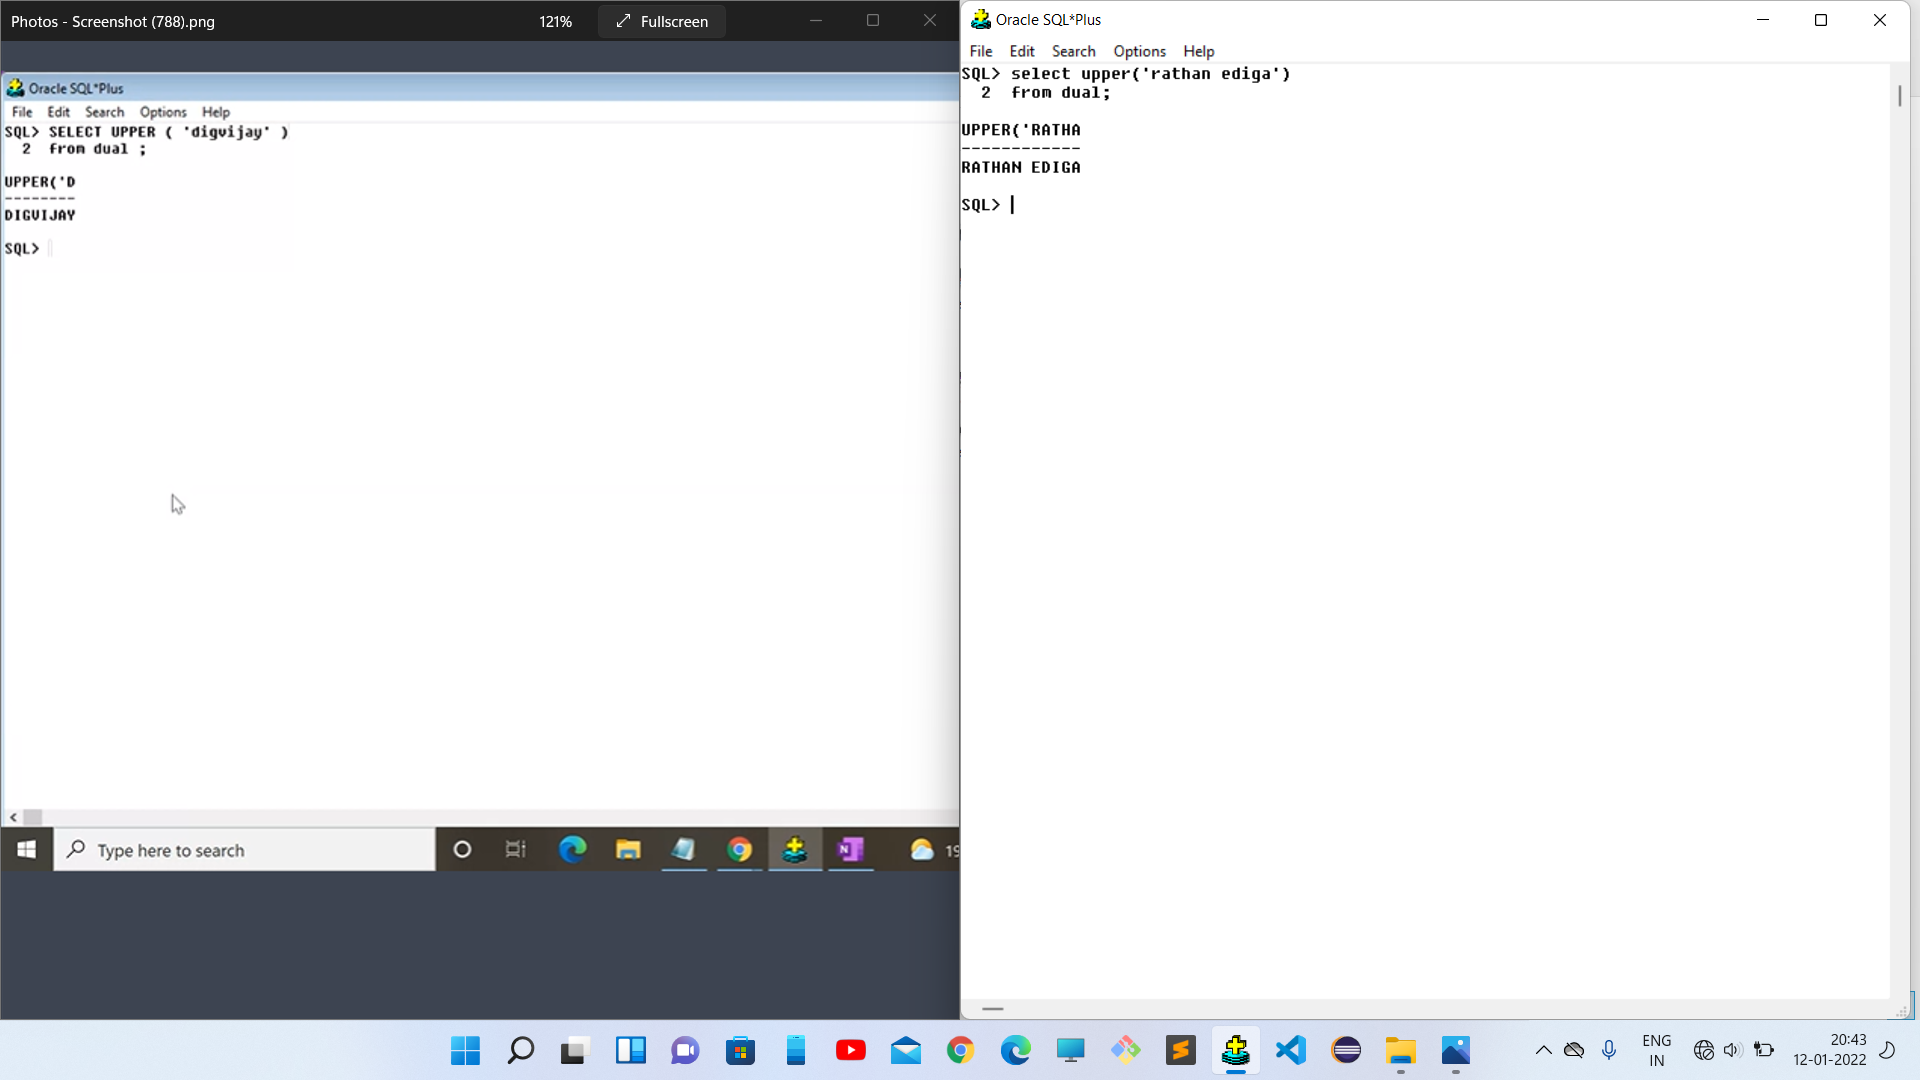 Photos - Screenshot (788).png
121%
Fullscreen
Oracle SQL*Plus
File Edit Search Options Help
SQL> SELECT UPPER ( 'digvijay' )
2 from dual ;
UPPER('D
--------
DIGVIJAY
SQL>
Type here to search
19
Oracle SQL*Plus
File Edit Search Options Help
SQL> select upper('rathan ediga')
2 from dual;
UPPER('RATHA
------------
RATHAN EDIGA
SQL>
ENG
IN
20:43
12-01-2022